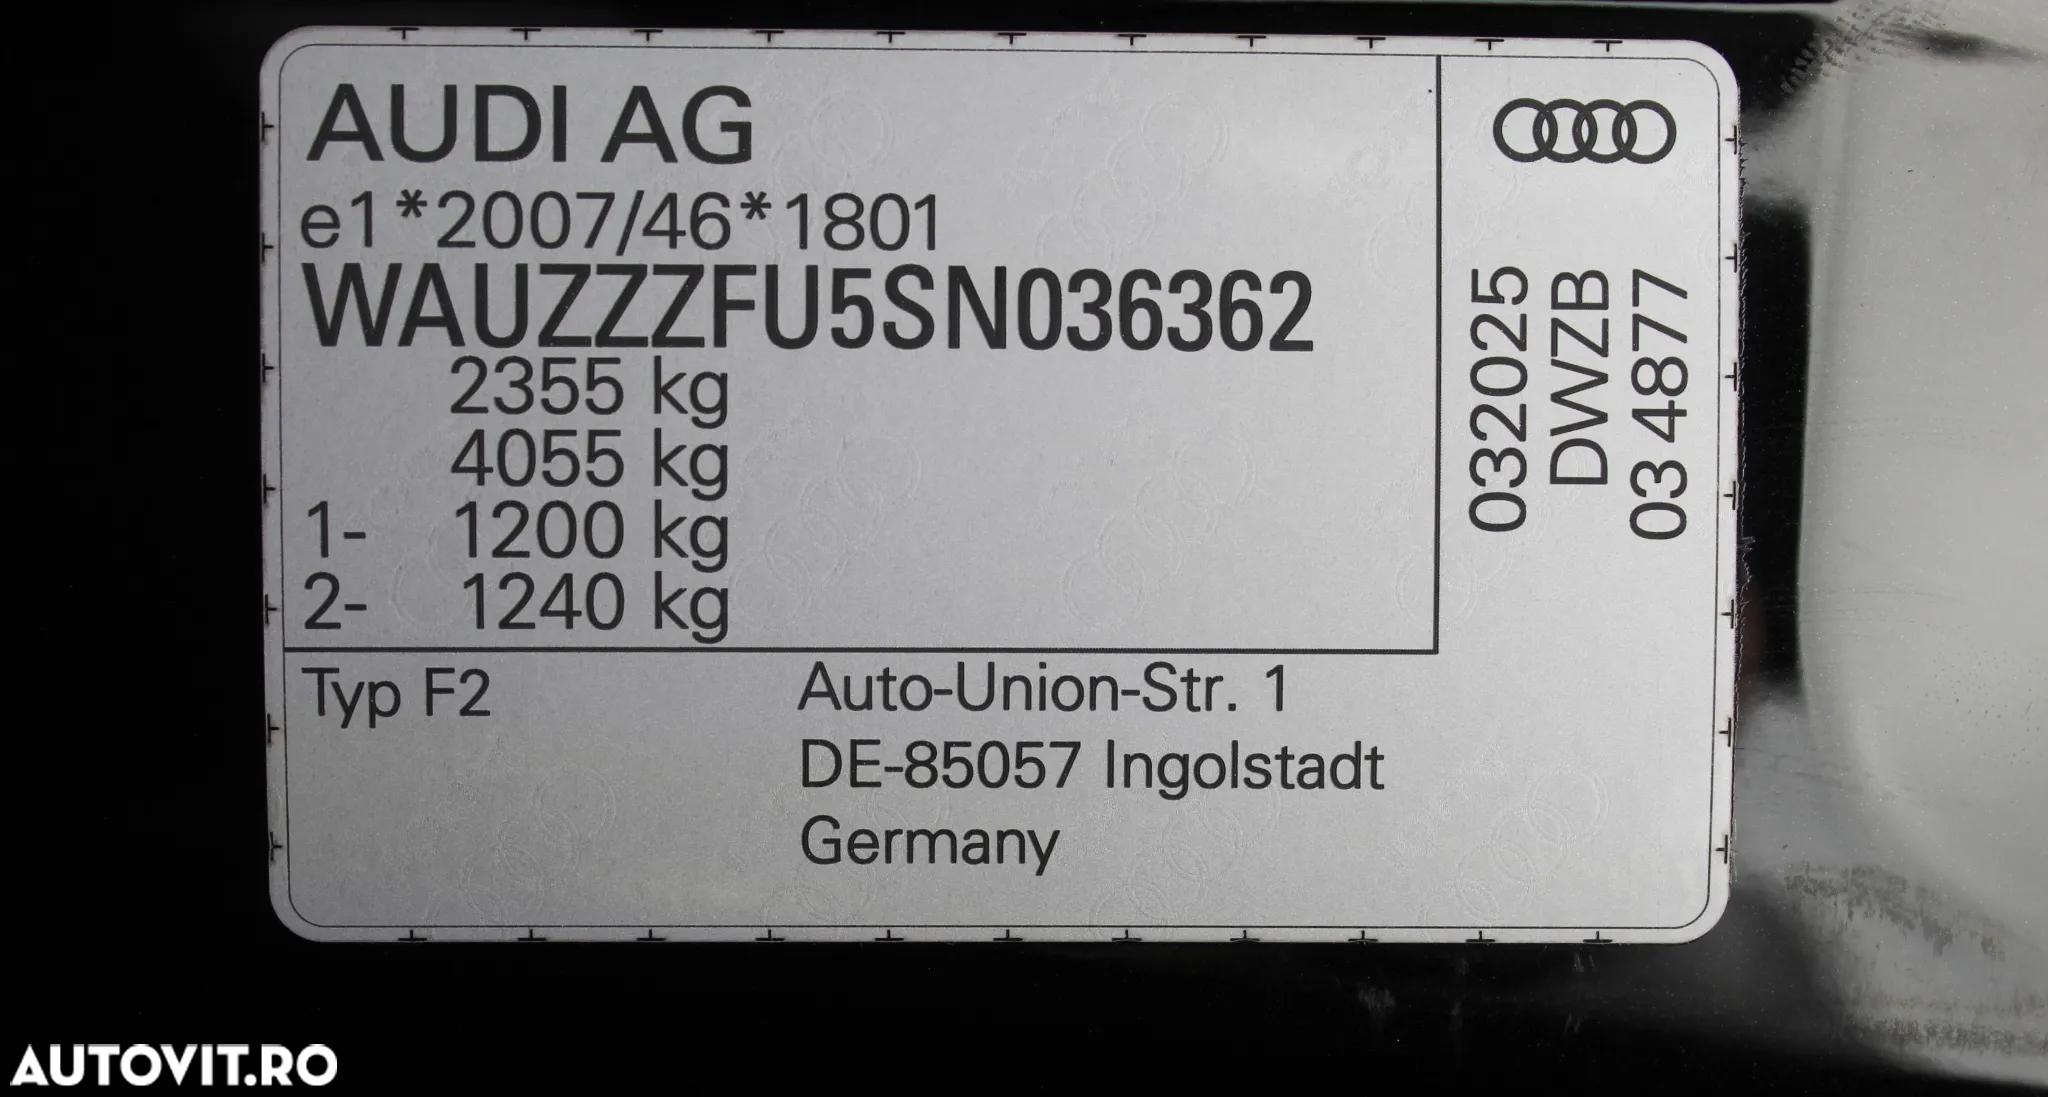 AUDI AG
e1*2007/46*1801
WAUZZZFU5SN036362
2355 kg
4055 kg
1- 1200 kg
2- 1240 kg
Typ F2
Auto-Union-Str. 1
DE-85057 Ingolstadt
Germany
032025
DWZB
03 4877
AUTOVIT.RO